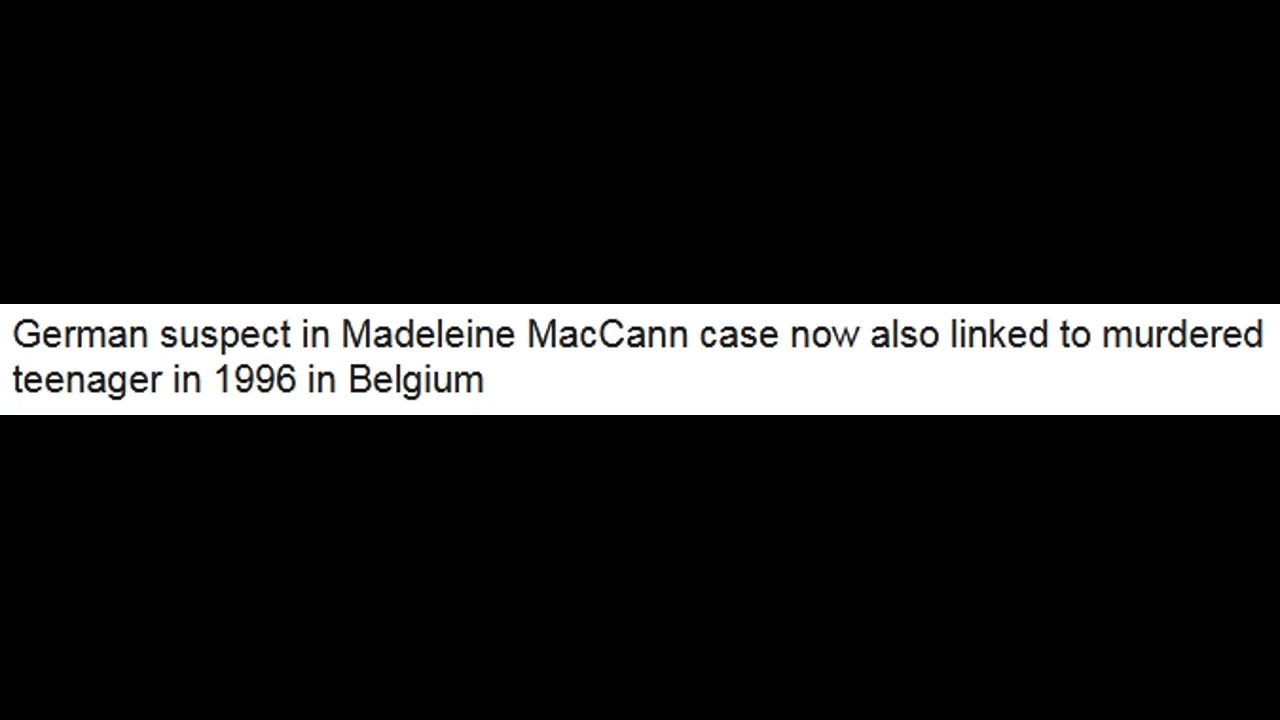 German suspect in Madeleine MacCann case now also linked to murdered
teenager in 1996 in Belgium